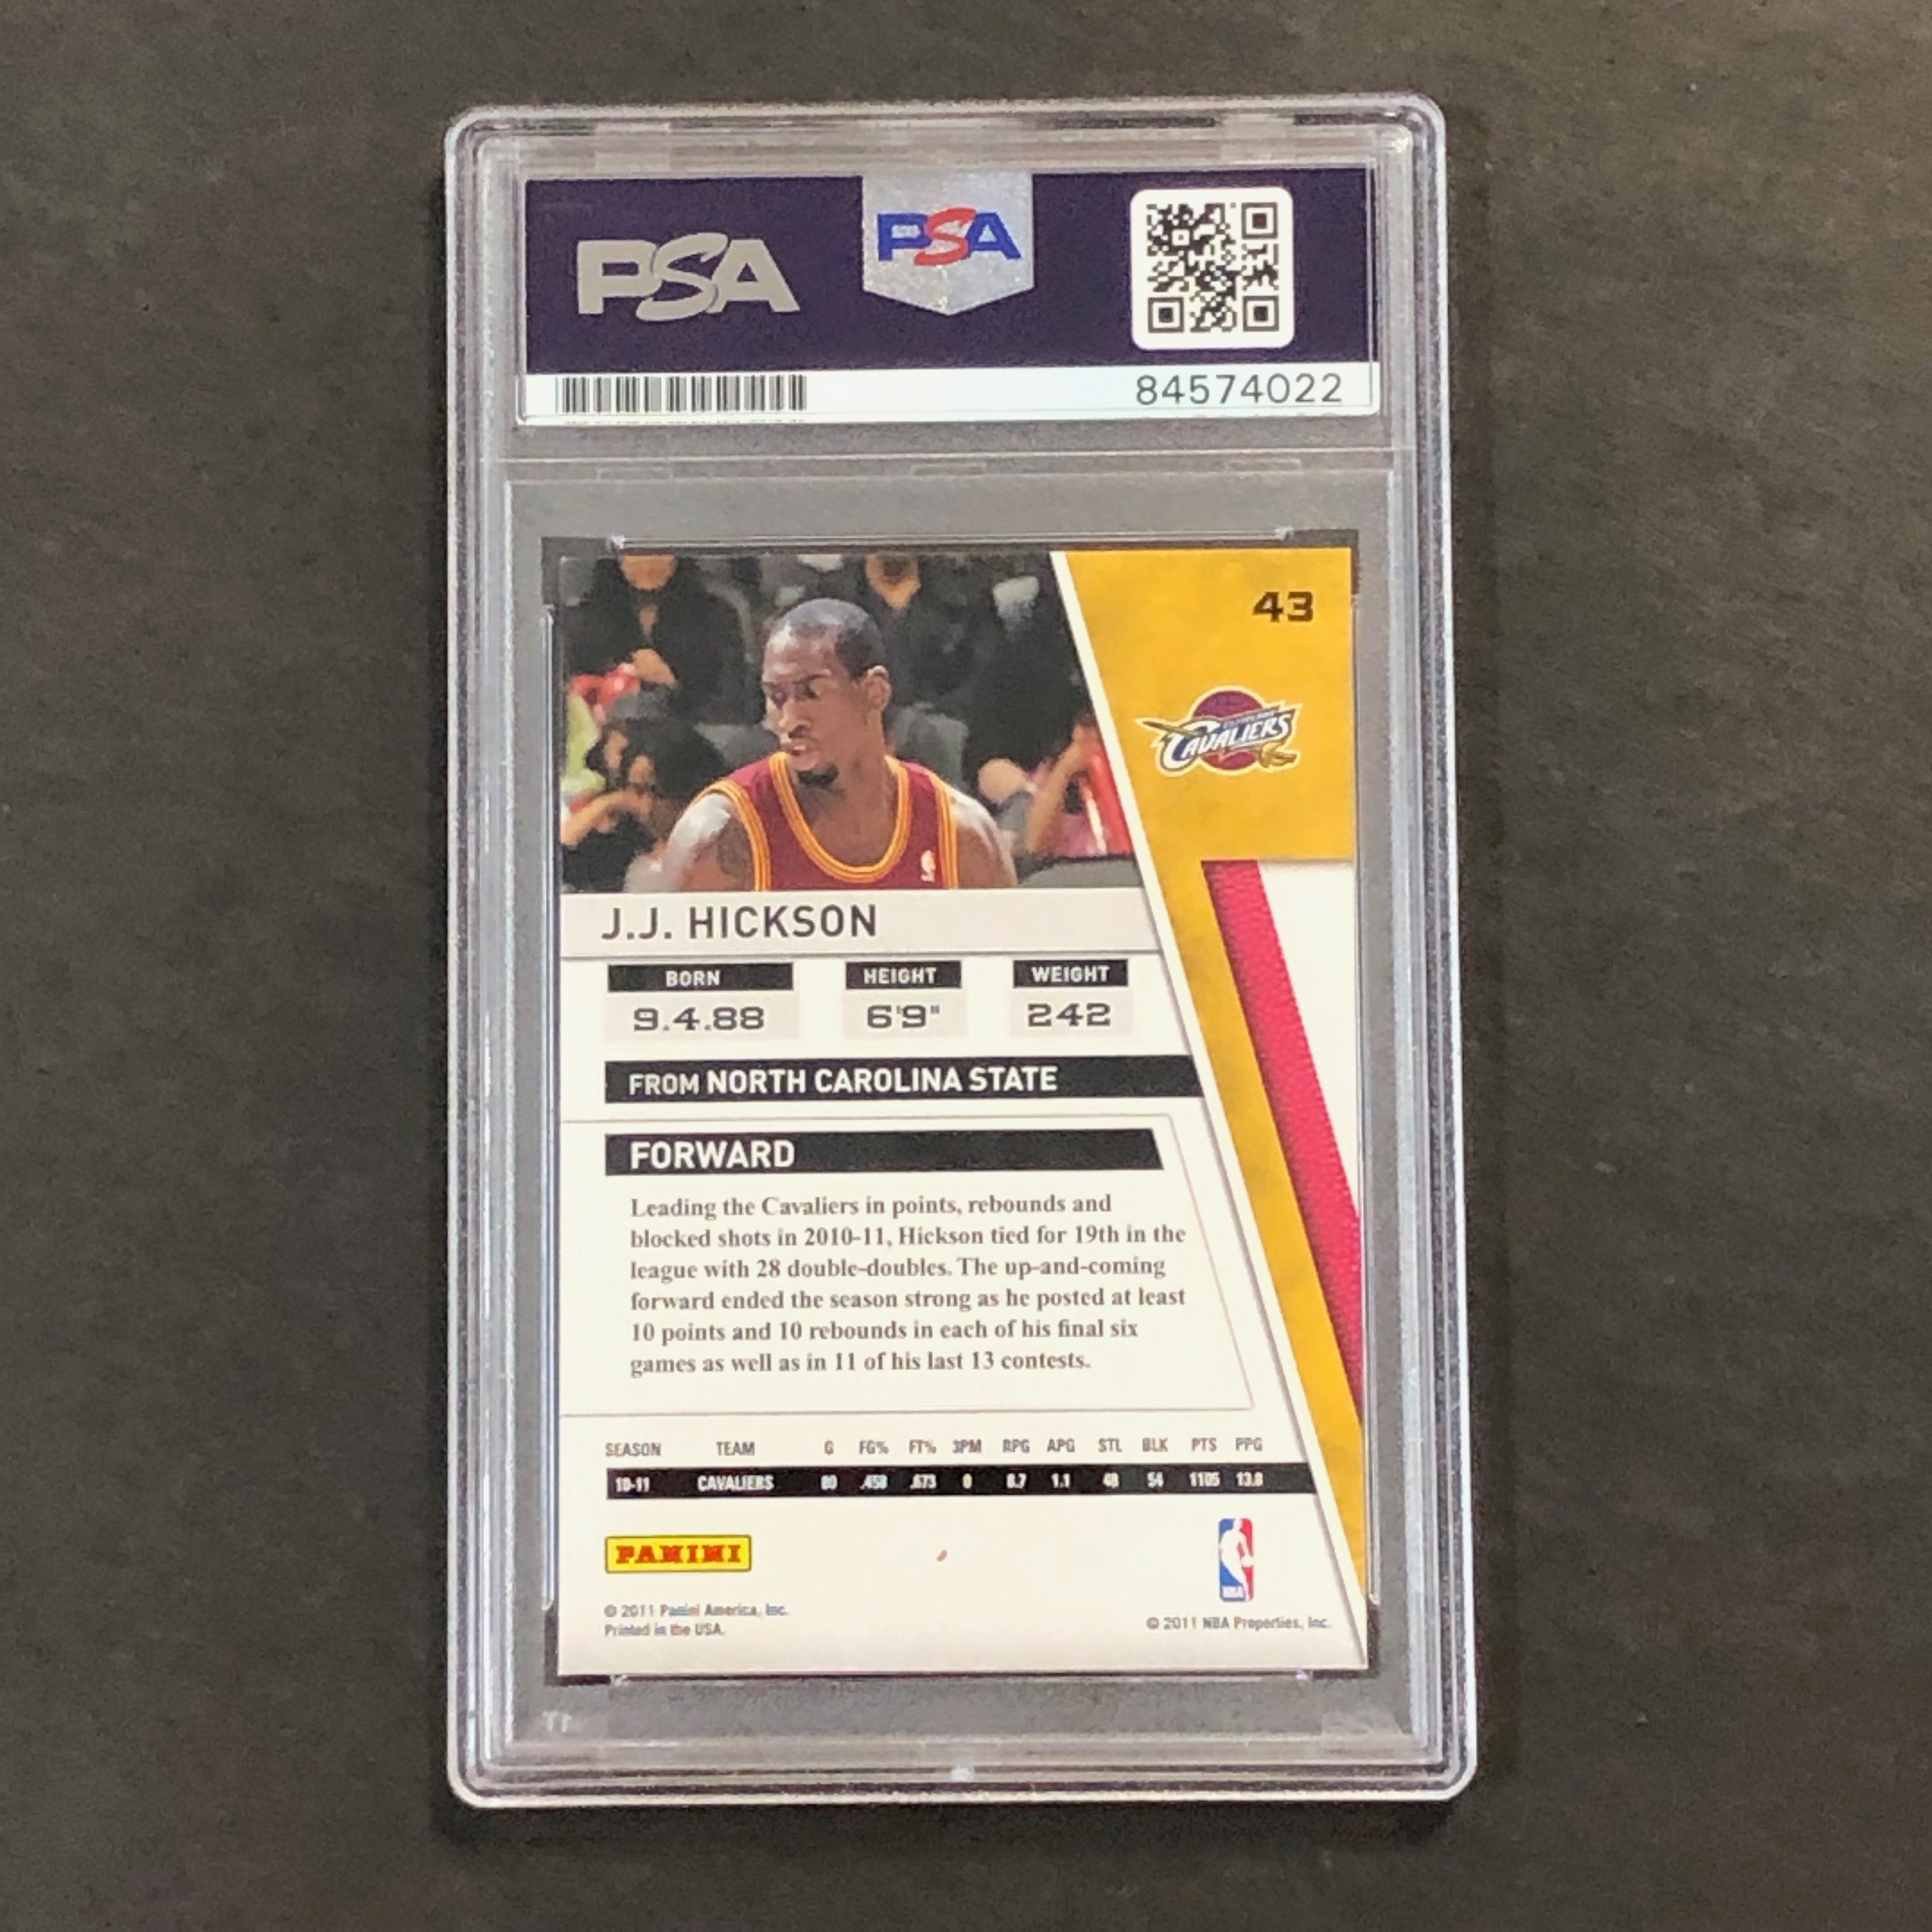 PSA
PSA
84574022
43
CAVALIERS
J.J. HICKSON
BORN HEIGHT WEIGHT
9.4.88 6'9" 242
FROM NORTH CAROLINA STATE
FORWARD
Leading the Cavaliers in points, rebounds and
blocked shots in 2010-11, Hickson tied for 19th in the
league with 28 double-doubles. The up-and-coming
forward ended the season strong as he posted at least
10 points and 10 rebounds in each of his final six
games as well as in 11 of his last 13 contests.
SEASON TEAM G FG% FT% 3PM RPG APG STL BLK PTS PPG
10-11 CAVALIERS 80 .458 .673 0 8.7 1.1 48 54 1105 13.8
PANINI
NBA
© 2011 Panini America, Inc.
Printed in the USA.
© 2011 NBA Properties, Inc.